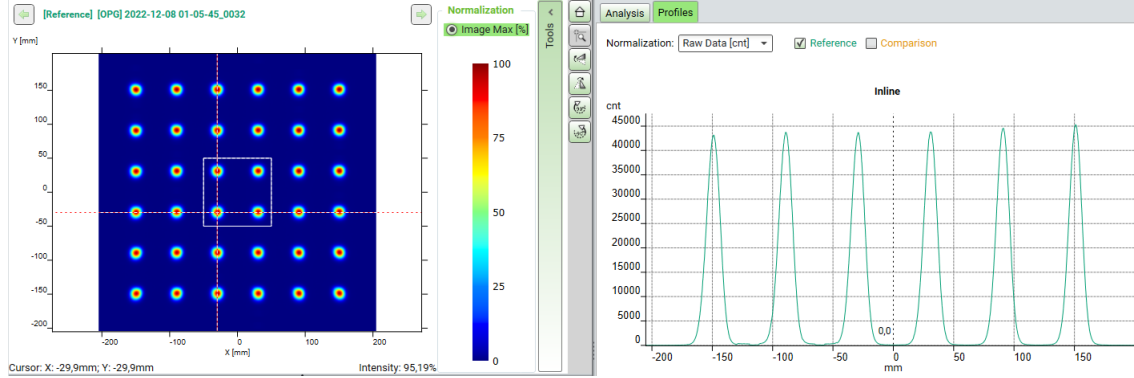 [Reference] [OPG] 2022-12-08 01-05-45_0032
Normalization
Image Max [%]
Tools
Y [mm]
150
100
50
0
-50
-100
-150
-200
-200
-100
0
100
200
X [mm]
100
75
50
25
0
Cursor: X: -29,9mm; Y: -29,9mm
Intensity: 95,19%
Analysis
Profiles
Normalization: Raw Data [cnt]
Reference
Comparison
Inline
cnt
45000
40000
35000
30000
25000
20000
15000
10000
5000
0
0,0
-200
-150
-100
-50
0
50
100
150
mm